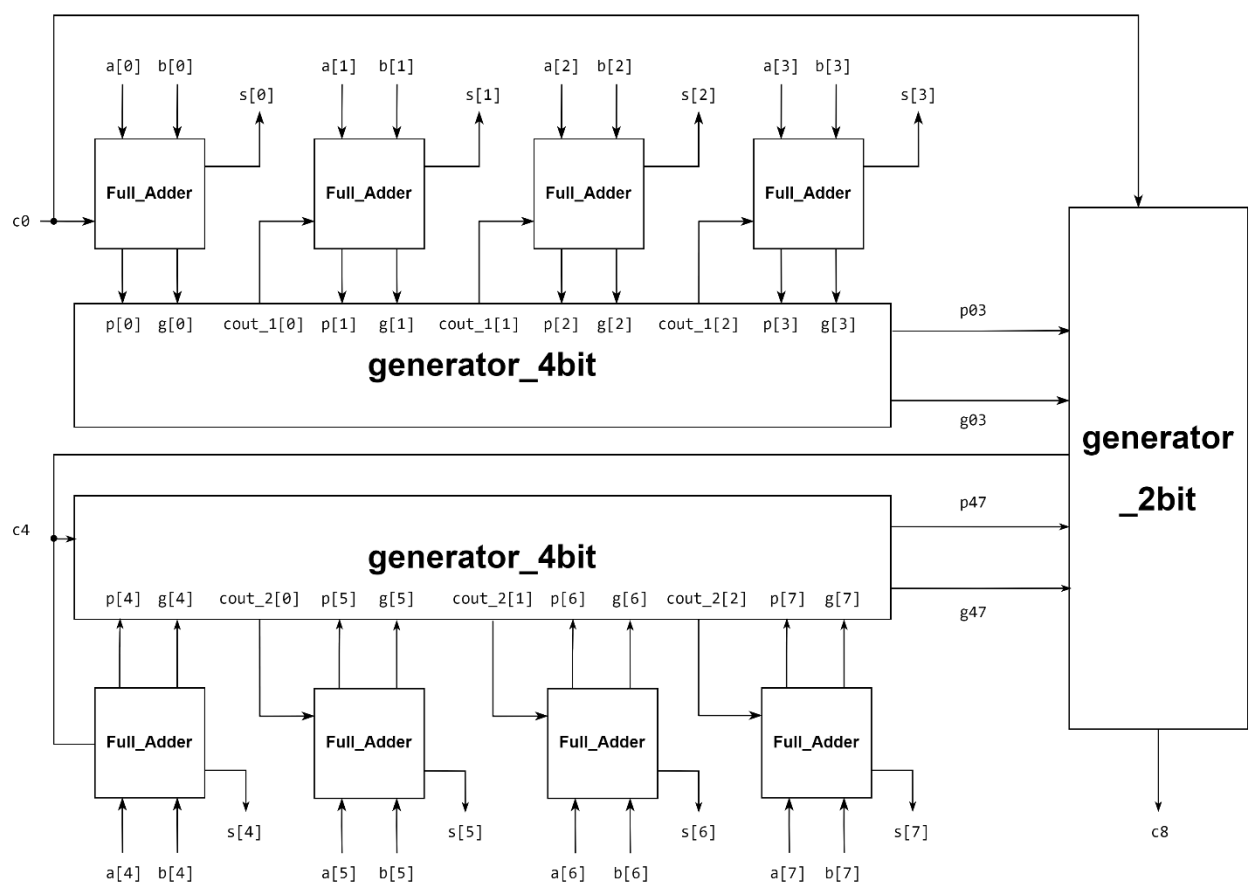 a[0] b[0] a[1] b[1] a[2] b[2] a[3] b[3]
s[0] s[1] s[2] s[3]
Full_Adder Full_Adder Full_Adder Full_Adder
c0
p03
p[0] g[0] cout_1[0] p[1] g[1] cout_1[1] p[2] g[2] cout_1[2] p[3] g[3]
generator_4bit
g03
generator
_2bit
p47
c4
generator_4bit
p[4] g[4] cout_2[0] p[5] g[5] cout_2[1] p[6] g[6] cout_2[2] p[7] g[7]
g47
Full_Adder Full_Adder Full_Adder Full_Adder
s[4] s[5] s[6] s[7] c8
a[4] b[4] a[5] b[5] a[6] b[6] a[7] b[7]